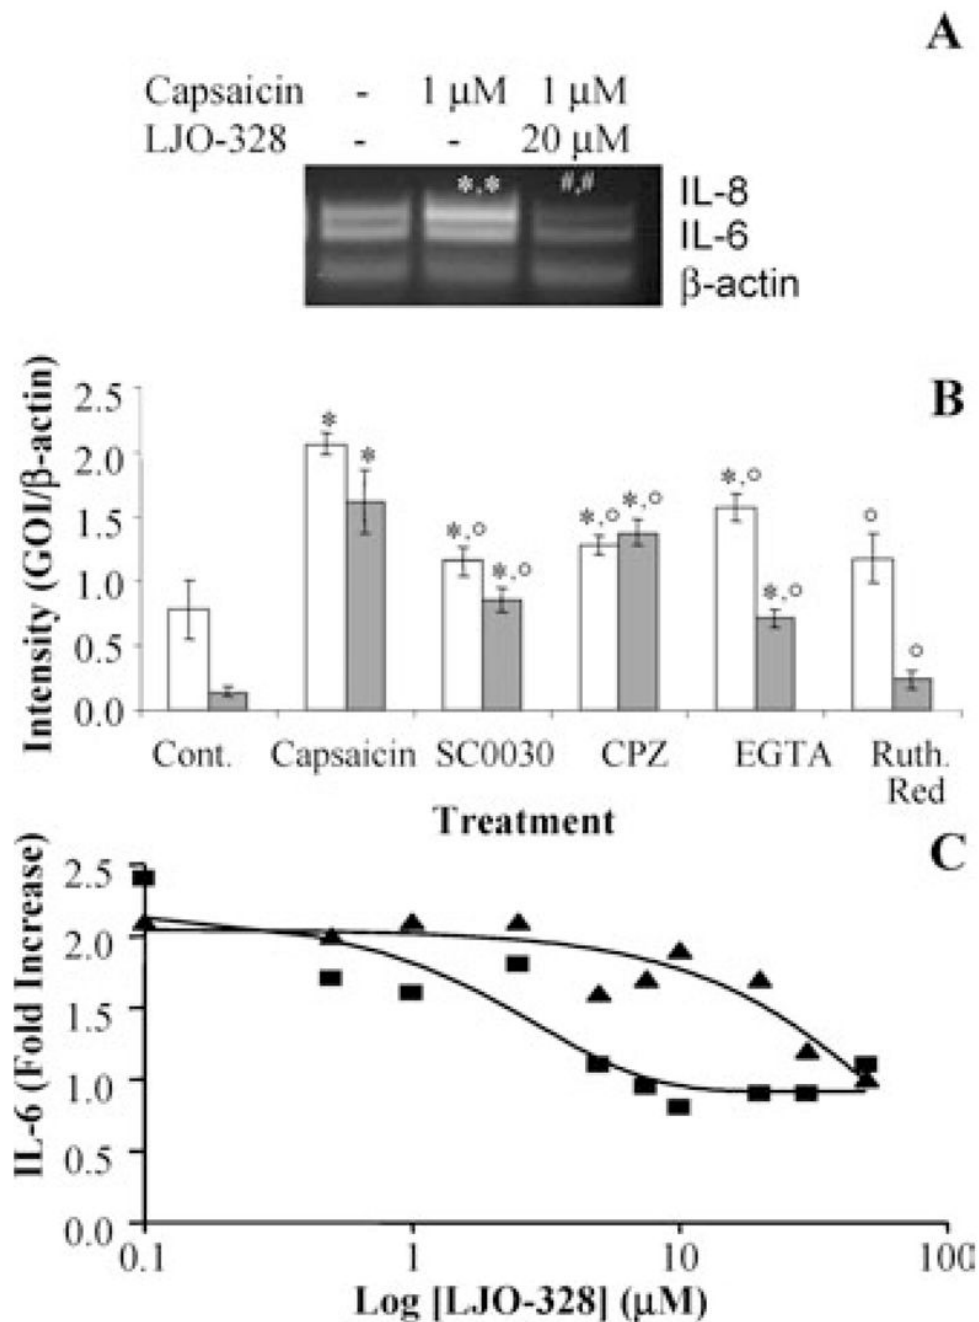 A
Capsaicin - 1 μM 1 μM
LJO-328 - - 20 μM
*,* #,#
IL-8
IL-6
β-actin
B
Intensity (GOI/β-actin)
2.5
2.0
1.5
1.0
0.5
0.0
* * *,○ *,○ *,○ *,○ *,○ *,○ ○ ○
Cont. Capsaicin SC0030 CPZ EGTA Ruth.
Red
Treatment
C
IL-6 (Fold Increase)
2.5
2.0
1.5
1.0
0.5
0.0
0.1 1 10 100
Log [LJO-328] (μM)